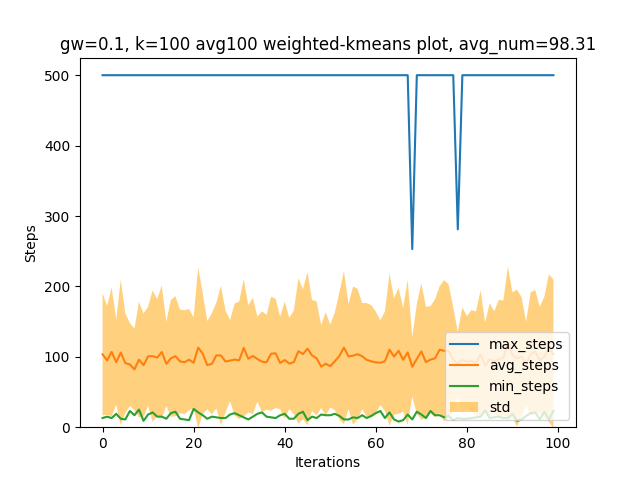 gw=0.1, k=100 avg100 weighted-kmeans plot, avg_num=98.31
500
400
300
200
100
0
Steps
max_steps
avg_steps
min_steps
std
0 20 40 60 80 100
Iterations